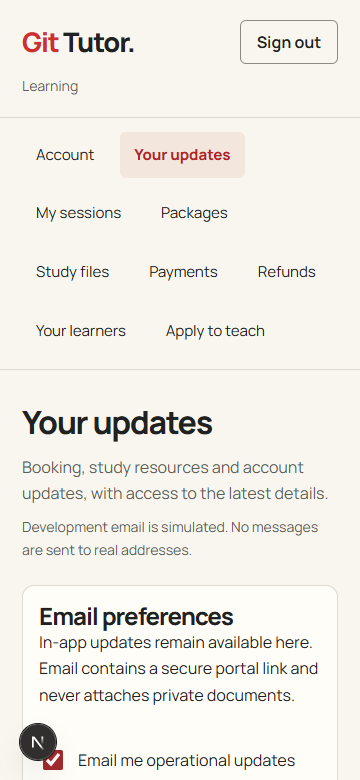 Git Tutor.
Sign out
Learning
Account
Your updates
My sessions
Packages
Study files
Payments
Refunds
Your learners
Apply to teach
Your updates
Booking, study resources and account
updates, with access to the latest details.
Development email is simulated. No messages
are sent to real addresses.
Email preferences
In-app updates remain available here.
Email contains a secure portal link and
never attaches private documents.
N
Email me operational updates